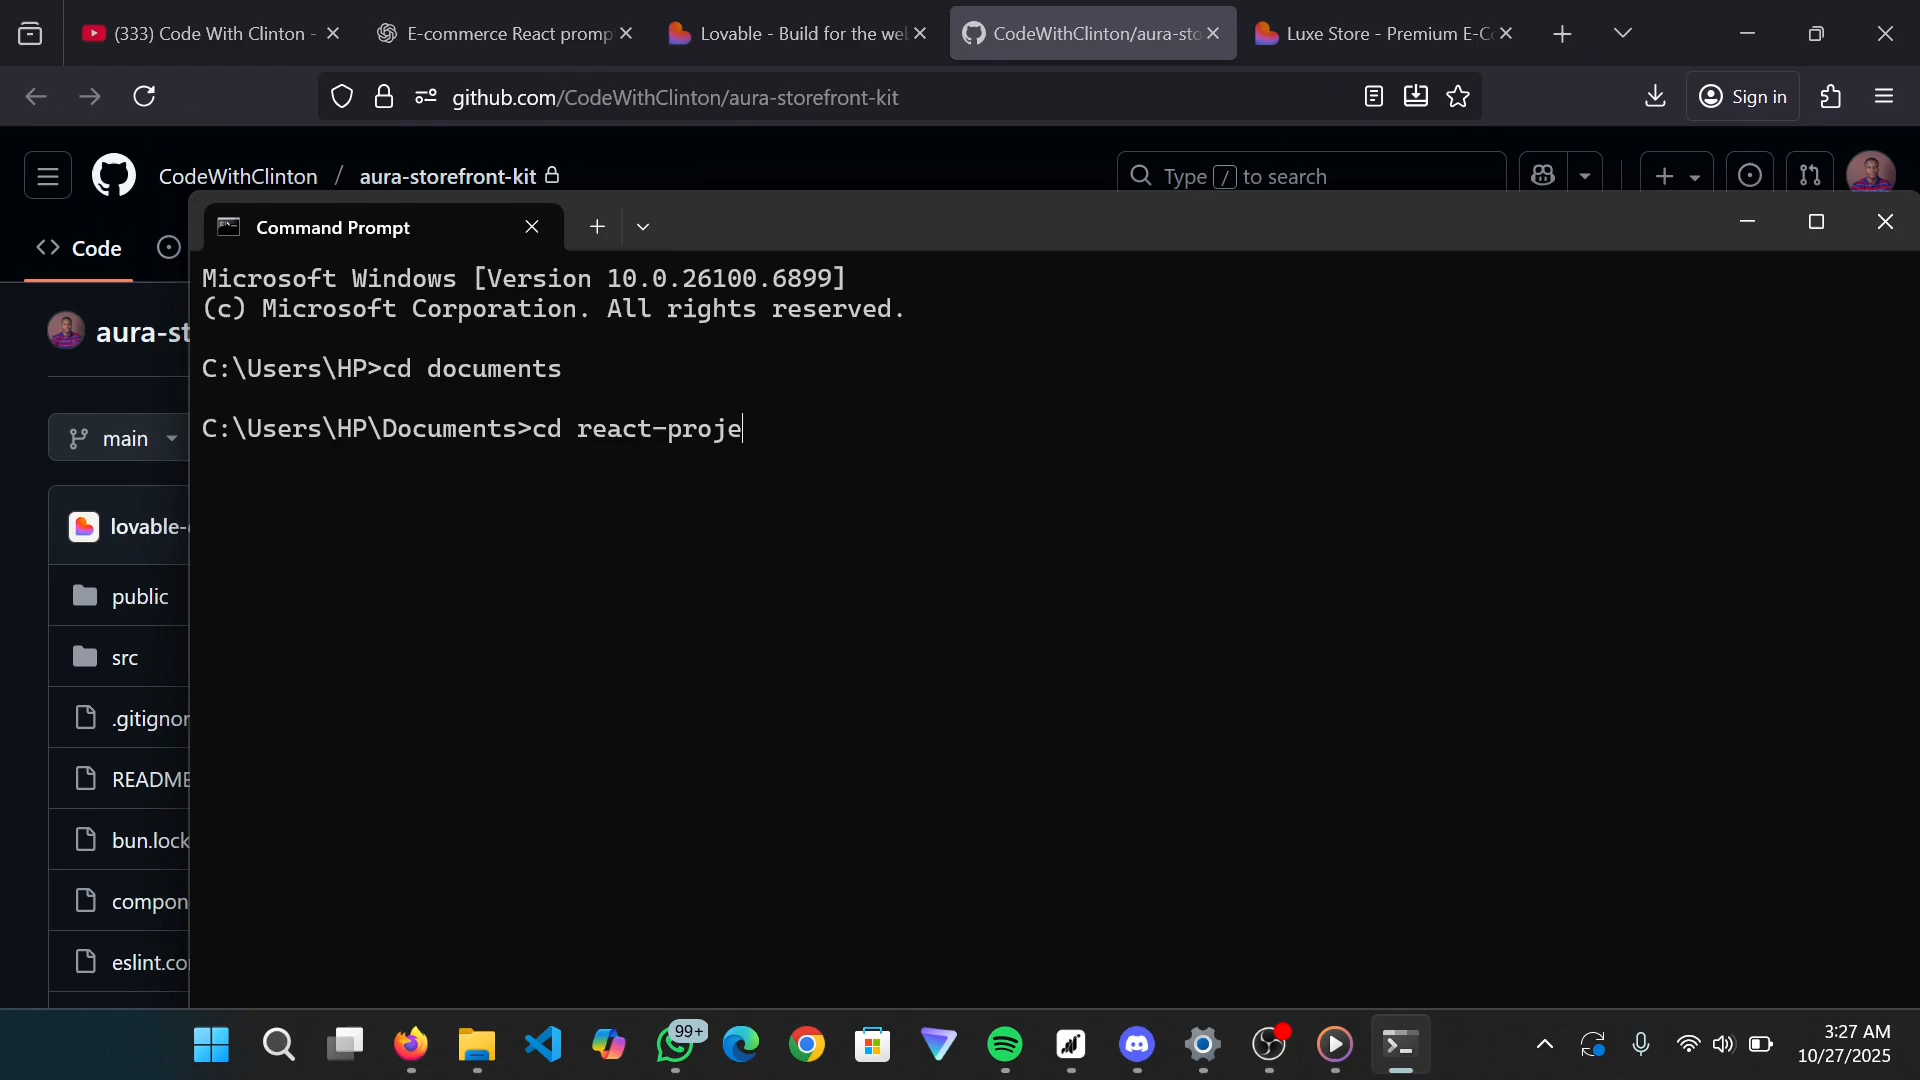 (333) Code With Clinton -
E-commerce React promp
Lovable - Build for the we
CodeWithClinton/aura-sto
Luxe Store - Premium E-C
github.com/CodeWithClinton/aura-storefront-kit
Sign in
CodeWithClinton / aura-storefront-kit
Type / to search
Code
Command Prompt
Microsoft Windows [Version 10.0.26100.6899]
(c) Microsoft Corporation. All rights reserved.
C:\Users\HP>cd documents
C:\Users\HP\Documents>cd react-proje
aura-st
main
lovable-
public
src
.gitignor
README
bun.lock
compon
eslint.co
99+
3:27 AM
10/27/2025